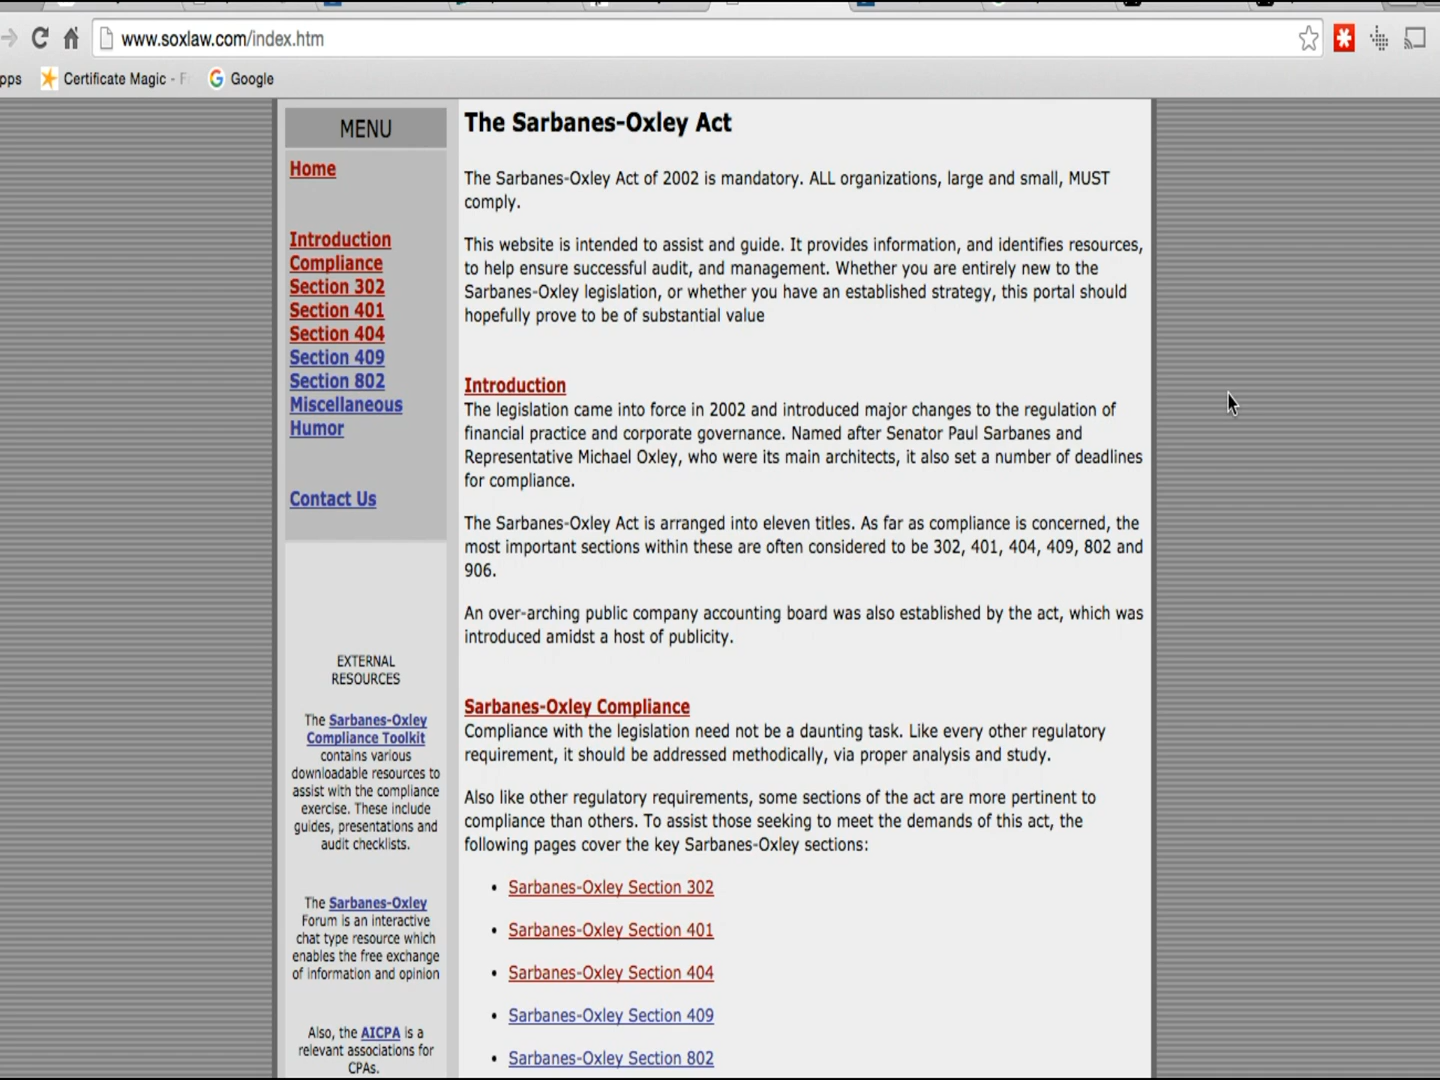 www.soxlaw.com/index.htm
pps
Certificate Magic - F
Google
MENU
Home
Introduction
Compliance
Section 302
Section 401
Section 404
Section 409
Section 802
Miscellaneous
Humor
Contact Us
EXTERNAL
RESOURCES
The Sarbanes-Oxley
Compliance Toolkit
contains various
downloadable resources to
assist with the compliance
exercise. These include
guides, presentations and
audit checklists.
The Sarbanes-Oxley
Forum is an interactive
chat type resource which
enables the free exchange
of information and opinion
Also, the AICPA is a
relevant associations for
CPAs.
The Sarbanes-Oxley Act
The Sarbanes-Oxley Act of 2002 is mandatory. ALL organizations, large and small, MUST
comply.
This website is intended to assist and guide. It provides information, and identifies resources,
to help ensure successful audit, and management. Whether you are entirely new to the
Sarbanes-Oxley legislation, or whether you have an established strategy, this portal should
hopefully prove to be of substantial value
Introduction
The legislation came into force in 2002 and introduced major changes to the regulation of
financial practice and corporate governance. Named after Senator Paul Sarbanes and
Representative Michael Oxley, who were its main architects, it also set a number of deadlines
for compliance.
The Sarbanes-Oxley Act is arranged into eleven titles. As far as compliance is concerned, the
most important sections within these are often considered to be 302, 401, 404, 409, 802 and
906.
An over-arching public company accounting board was also established by the act, which was
introduced amidst a host of publicity.
Sarbanes-Oxley Compliance
Compliance with the legislation need not be a daunting task. Like every other regulatory
requirement, it should be addressed methodically, via proper analysis and study.
Also like other regulatory requirements, some sections of the act are more pertinent to
compliance than others. To assist those seeking to meet the demands of this act, the
following pages cover the key Sarbanes-Oxley sections:
• Sarbanes-Oxley Section 302
• Sarbanes-Oxley Section 401
• Sarbanes-Oxley Section 404
• Sarbanes-Oxley Section 409
• Sarbanes-Oxley Section 802